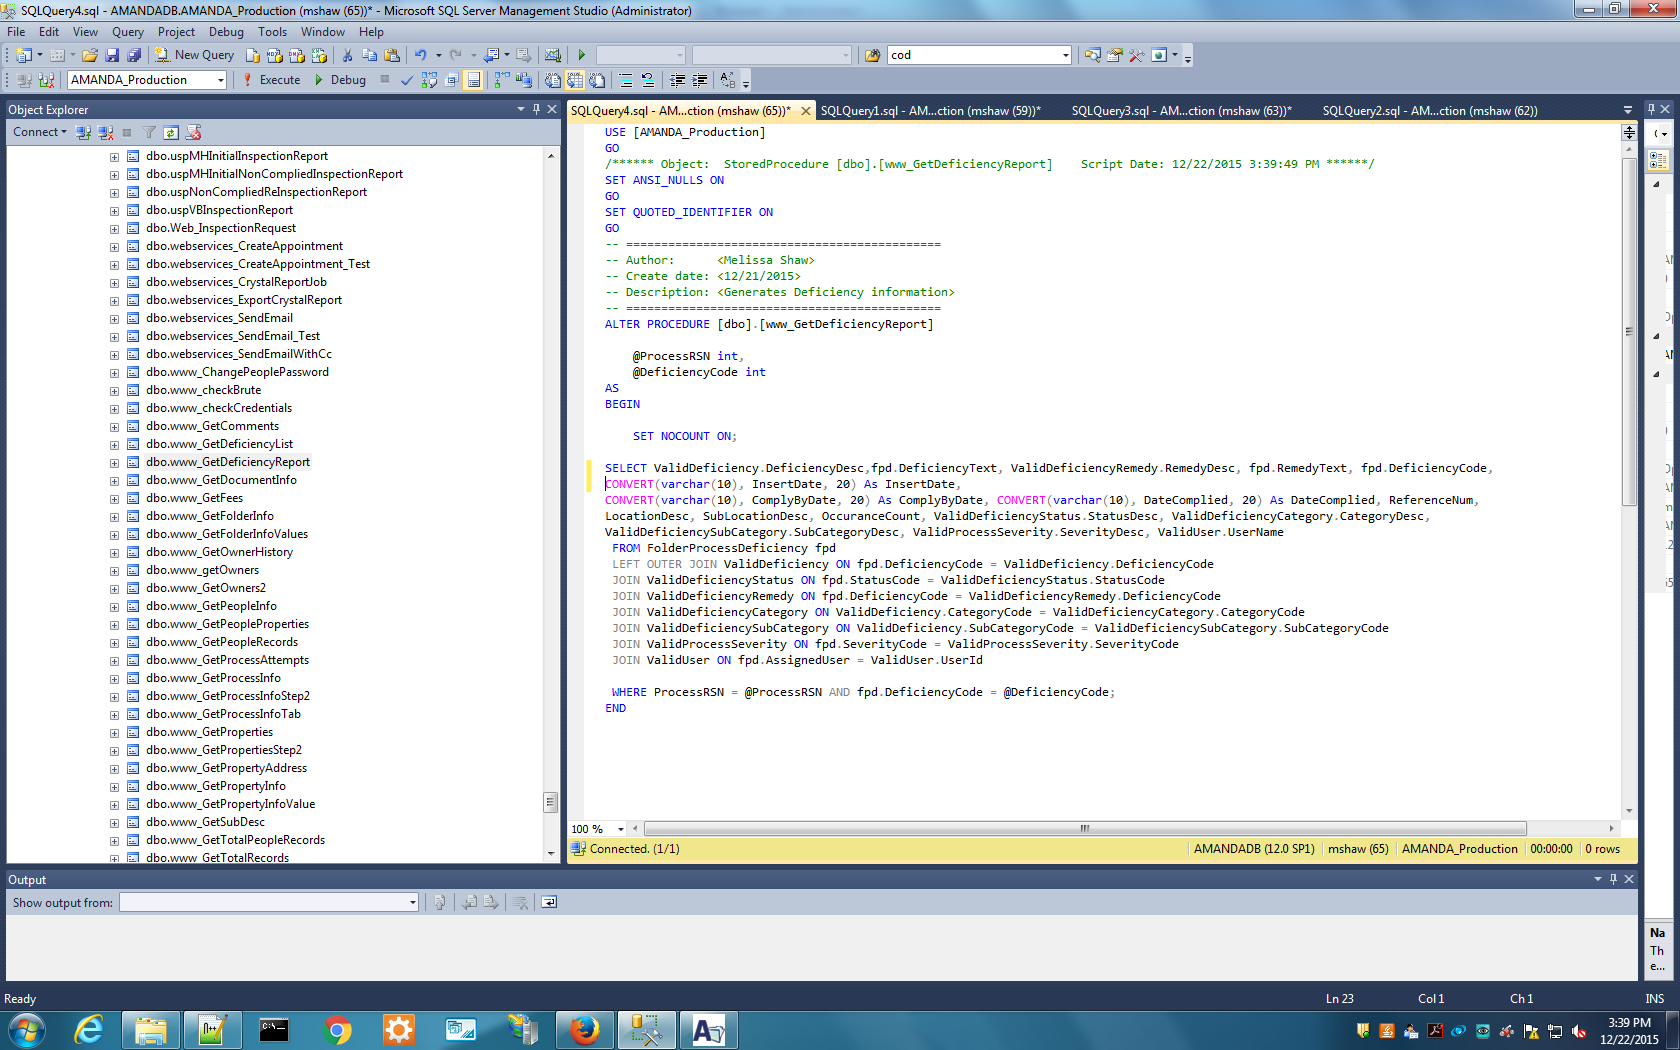 SQLQuery4.sql - AMANDADB.AMANDA_Production (mshaw (65))* - Microsoft SQL Server Management Studio (Administrator)
File Edit View Query Project Debug Tools Window Help
New Query cod
AMANDA_Production Execute Debug
Object Explorer
Connect
dbo.uspMHInitialInspectionReport
dbo.uspMHInitialNonCompliedInspectionReport
dbo.uspNonCompliedReInspectionReport
dbo.uspVBInspectionReport
dbo.Web_InspectionRequest
dbo.webservices_CreateAppointment
dbo.webservices_CreateAppointment_Test
dbo.webservices_CrystalReportJob
dbo.webservices_ExportCrystalReport
dbo.webservices_SendEmail
dbo.webservices_SendEmail_Test
dbo.webservices_SendEmailWithCc
dbo.www_ChangePeoplePassword
dbo.www_checkBrute
dbo.www_checkCredentials
dbo.www_GetComments
dbo.www_GetDeficiencyList
dbo.www_GetDeficiencyReport
dbo.www_GetDocumentInfo
dbo.www_GetFees
dbo.www_GetFolderInfo
dbo.www_GetFolderInfoValues
dbo.www_GetOwnerHistory
dbo.www_getOwners
dbo.www_GetOwners2
dbo.www_GetPeopleInfo
dbo.www_GetPeopleProperties
dbo.www_GetPeopleRecords
dbo.www_GetProcessAttempts
dbo.www_GetProcessInfo
dbo.www_GetProcessInfoStep2
dbo.www_GetProcessInfoTab
dbo.www_GetProperties
dbo.www_GetPropertiesStep2
dbo.www_GetPropertyAddress
dbo.www_GetPropertyInfo
dbo.www_GetPropertyInfoValue
dbo.www_GetSubDesc
dbo.www_GetTotalPeopleRecords
dbo.www_GetTotalRecords
SQLQuery4.sql - AM...ction (mshaw (65))* SQLQuery1.sql - AM...ction (mshaw (59))* SQLQuery3.sql - AM...ction (mshaw (63))* SQLQuery2.sql - AM...ction (mshaw (62))
USE [AMANDA_Production]
GO
/****** Object:  StoredProcedure [dbo].[www_GetDeficiencyReport]    Script Date: 12/22/2015 3:39:49 PM ******/
SET ANSI_NULLS ON
GO
SET QUOTED_IDENTIFIER ON
GO
-- =============================================
-- Author:      <Melissa Shaw>
-- Create date: <12/21/2015>
-- Description: <Generates Deficiency information>
-- =============================================
ALTER PROCEDURE [dbo].[www_GetDeficiencyReport]
@ProcessRSN int,
@DeficiencyCode int
AS
BEGIN
SET NOCOUNT ON;
SELECT ValidDeficiency.DeficiencyDesc,fpd.DeficiencyText, ValidDeficiencyRemedy.RemedyDesc, fpd.RemedyText, fpd.DeficiencyCode,
CONVERT(varchar(10), InsertDate, 20) As InsertDate,
CONVERT(varchar(10), ComplyByDate, 20) As ComplyByDate, CONVERT(varchar(10), DateComplied, 20) As DateComplied, ReferenceNum,
LocationDesc, SubLocationDesc, OccuranceCount, ValidDeficiencyStatus.StatusDesc, ValidDeficiencyCategory.CategoryDesc,
ValidDeficiencySubCategory.SubCategoryDesc, ValidProcessSeverity.SeverityDesc, ValidUser.UserName
FROM FolderProcessDeficiency fpd
LEFT OUTER JOIN ValidDeficiency ON fpd.DeficiencyCode = ValidDeficiency.DeficiencyCode
JOIN ValidDeficiencyStatus ON fpd.StatusCode = ValidDeficiencyStatus.StatusCode
JOIN ValidDeficiencyRemedy ON fpd.DeficiencyCode = ValidDeficiencyRemedy.DeficiencyCode
JOIN ValidDeficiencyCategory ON ValidDeficiency.CategoryCode = ValidDeficiencyCategory.CategoryCode
JOIN ValidDeficiencySubCategory ON ValidDeficiency.SubCategoryCode = ValidDeficiencySubCategory.SubCategoryCode
JOIN ValidProcessSeverity ON fpd.SeverityCode = ValidProcessSeverity.SeverityCode
JOIN ValidUser ON fpd.AssignedUser = ValidUser.UserId
WHERE ProcessRSN = @ProcessRSN AND fpd.DeficiencyCode = @DeficiencyCode;
END
100 %
Connected. (1/1) AMANDADB (12.0 SP1) mshaw (65) AMANDA_Production 00:00:00 0 rows
Output
Show output from:
Na
Th
e...
Ready Ln 23 Col 1 Ch 1 INS
3:39 PM
12/22/2015